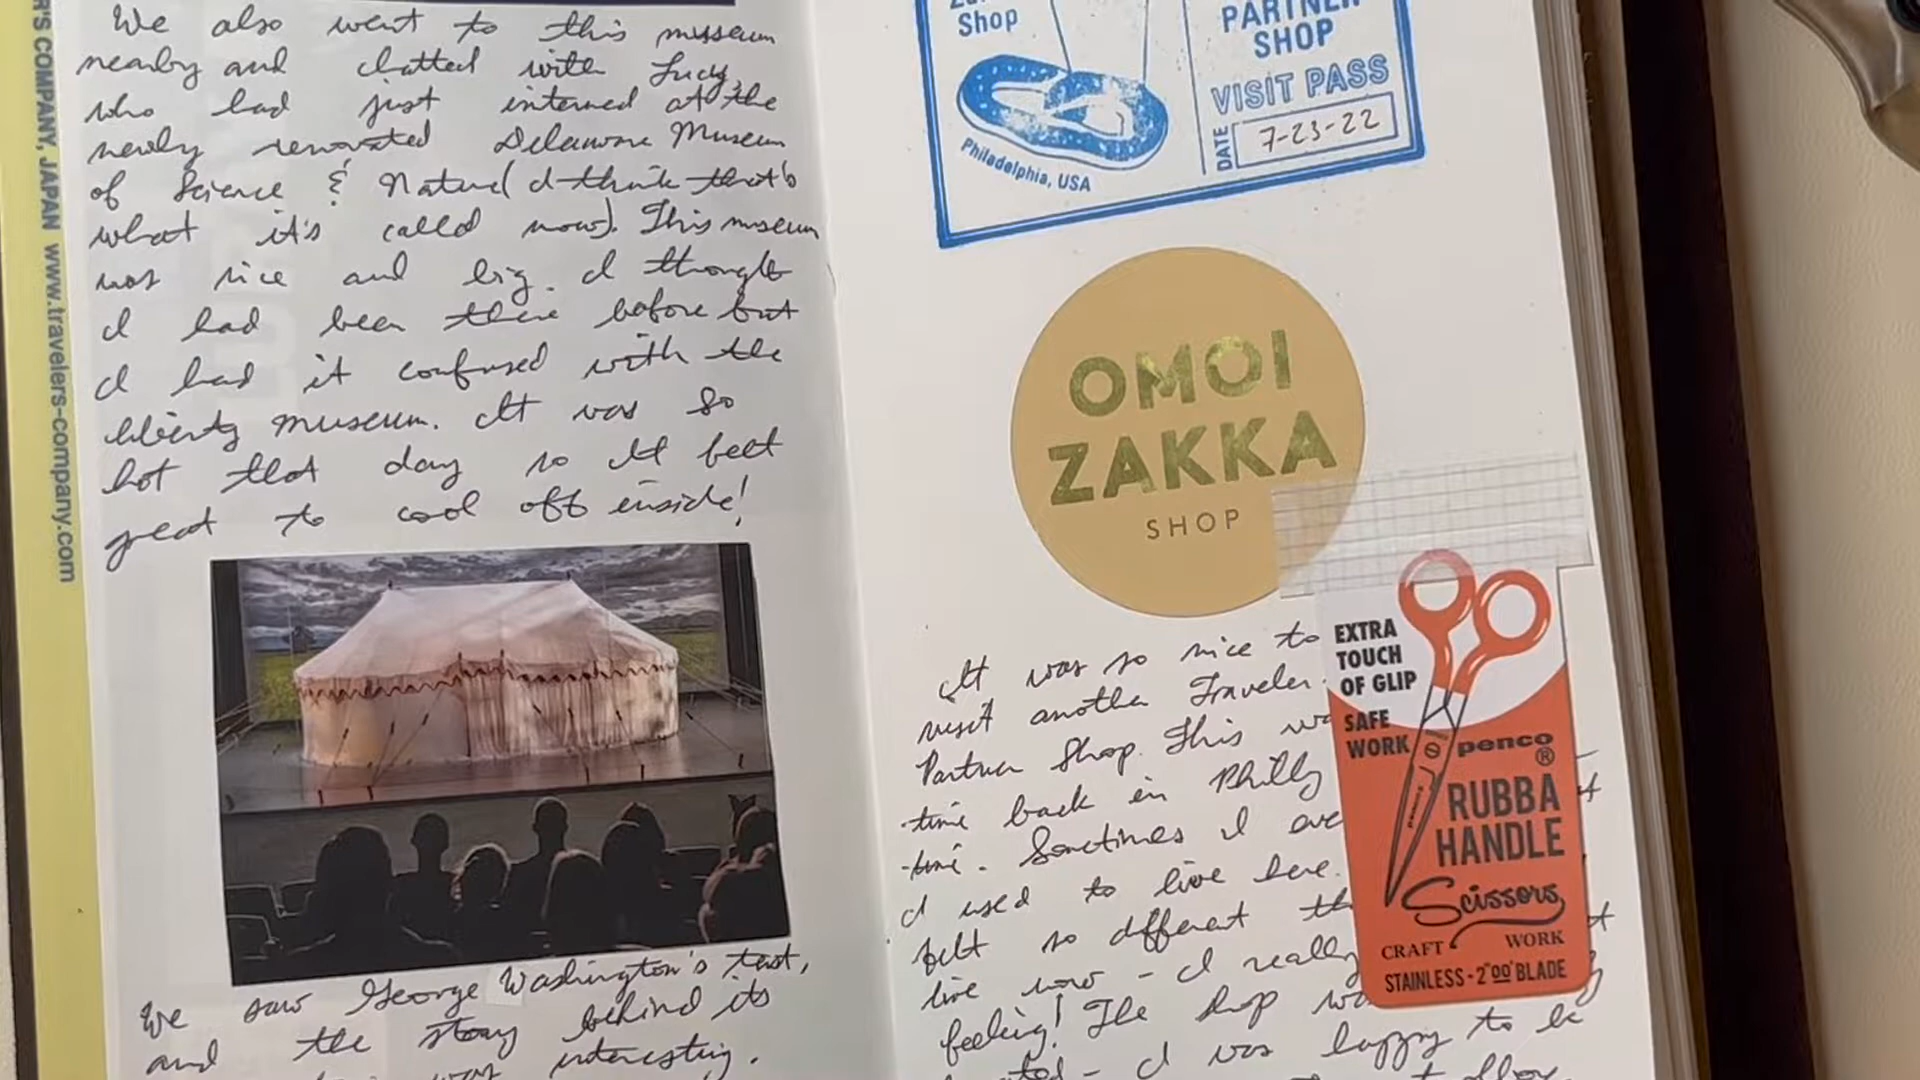 R'S COMPANY, JAPAN www.travelers-company.com
We also went to this museum
nearby and chatted with Lucy,
who had just interned at the
newly renovated Delaware Museum
of Science & Nature (I think that's
what it's called now). This museum
was nice and big. I thought
I had been there before but
I had it confused with the
liberty museum. It was so
hot that day so it felt
great to cool off inside!
We saw George Washington's tent,
and the story behind its
was interesting.
Shop
Philadelphia, USA
PARTNER
SHOP
VISIT PASS
DATE 7-23-22
OMOI
ZAKKA
SHOP
It was so nice to
visit another Traveler
Partner Shop. This
time back in Philly
time. Sometimes I
I used to live here.
felt so different
live now - I really
feeling! The shop
I was happy to be
EXTRA
TOUCH
OF GLIP
SAFE
WORK
penco
®
RUBBA
HANDLE
Scissors
CRAFT WORK
STAINLESS-2"00 BLADE